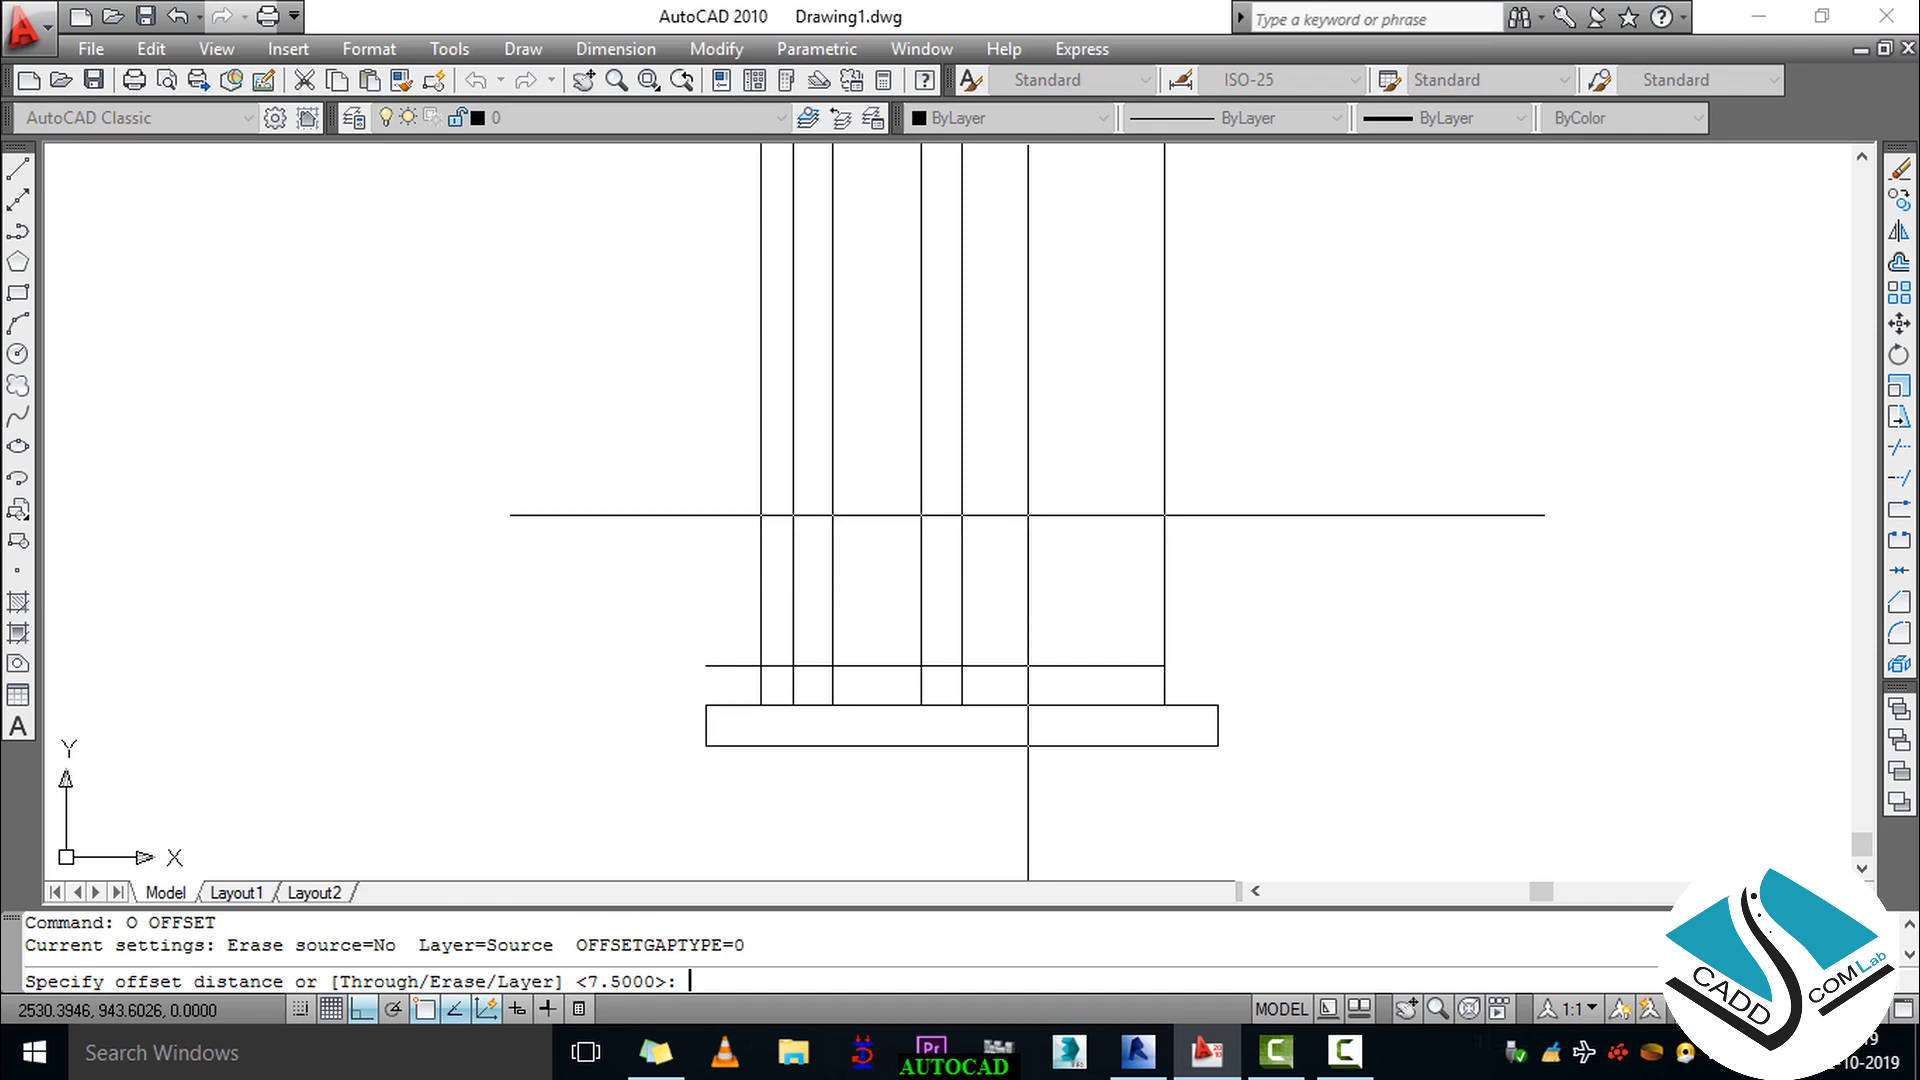 AutoCAD 2010 Drawing1.dwg
Type a keyword or phrase
File Edit View Insert Format Tools Draw Dimension Modify Parametric Window Help Express
Standard ISO-25 Standard Standard
AutoCAD Classic 0 ByLayer ByLayer ByLayer ByColor
A
Y
X
Model Layout1 Layout2
Command: O OFFSET
Current settings: Erase source=No Layer=Source OFFSETGAPTYPE=0
Specify offset distance or [Through/Erase/Layer] <7.5000>:
2530.3946, 943.6026, 0.0000 MODEL 1:1
CADD COM Lab
Search Windows
Pr
AUTOCAD
-10-2019